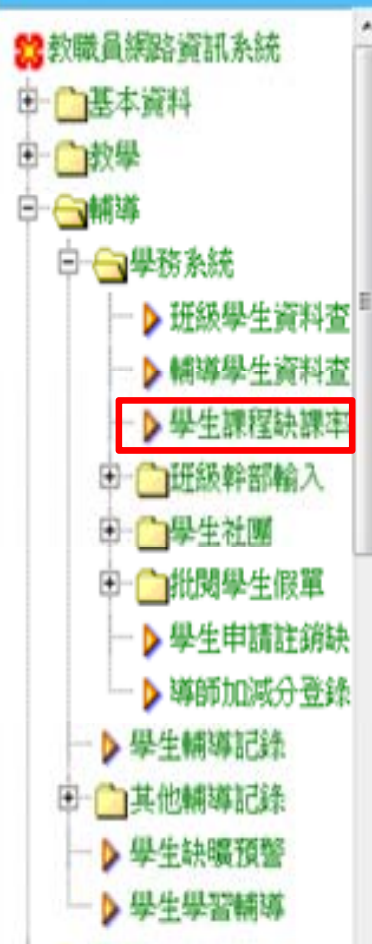 教職員網路資訊系統
基本資料
教學
輔導
學務系統
班級學生資料查
輔導學生資料查
學生課程缺課率
班級幹部輸入
學生社團
批閱學生假單
學生申請註銷缺
導師加減分登錄
學生輔導記錄
其他輔導記錄
學生缺曠預警
學生學習輔導